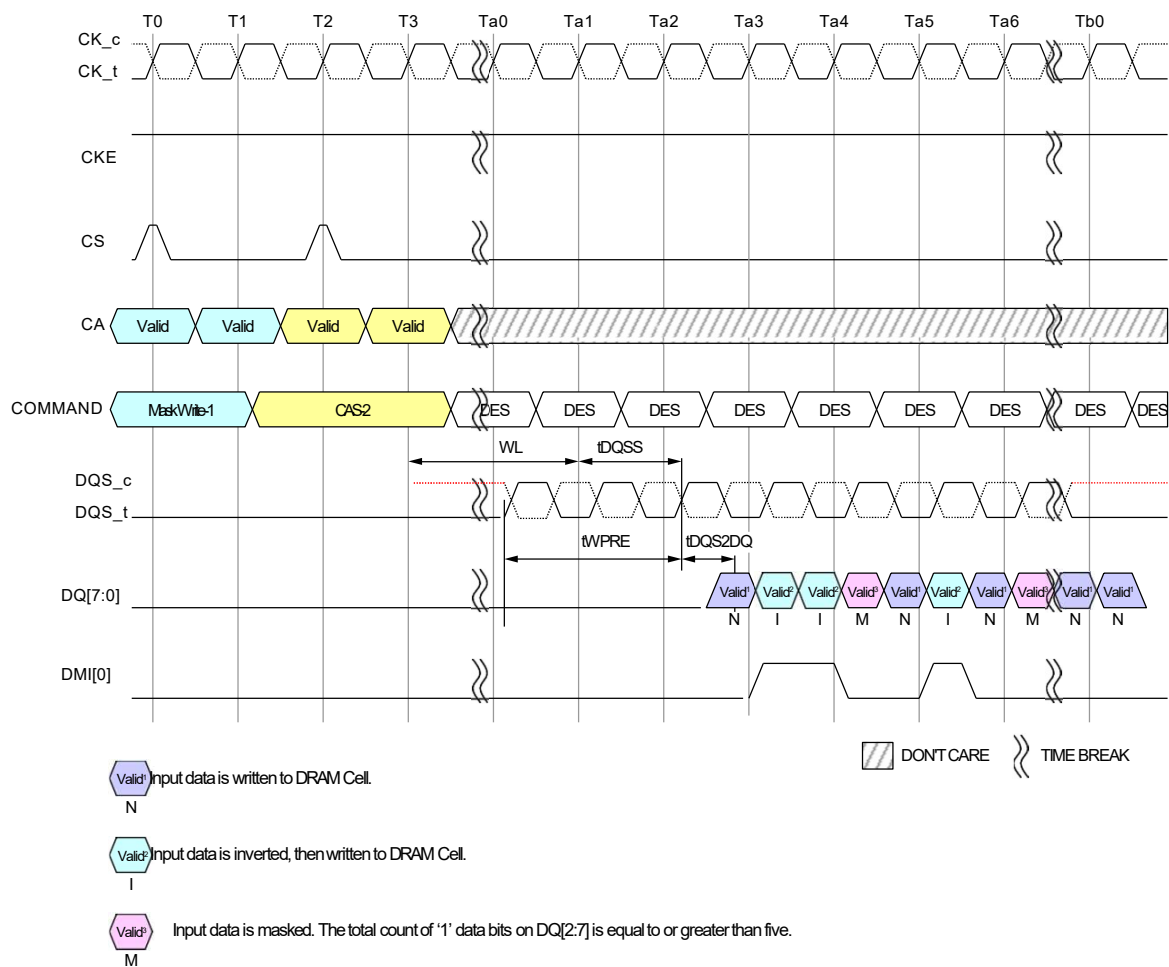 T0 T1 T2 T3 Ta0 Ta1 Ta2 Ta3 Ta4 Ta5 Ta6 Tb0
CK_c
CK_t
CKE
CS
CA Valid Valid Valid Valid
COMMAND MaskWrite-1 CAS-2 DES DES DES DES DES DES DES DES DES
WL tDQSS
DQS_c
DQS_t
tWPRE tDQS2DQ
DQ[7:0] Valid¹ Valid² Valid² Valid³ Valid¹ Valid² Valid¹ Valid³ Valid¹ Valid¹
N I I M N I N M N N
DMI[0]
DON'T CARE TIME BREAK
Valid¹ Input data is written to DRAM Cell.
N
Valid² Input data is inverted, then written to DRAM Cell.
I
Valid³ Input data is masked. The total count of ‘1’ data bits on DQ[2:7] is equal to or greater than five.
M